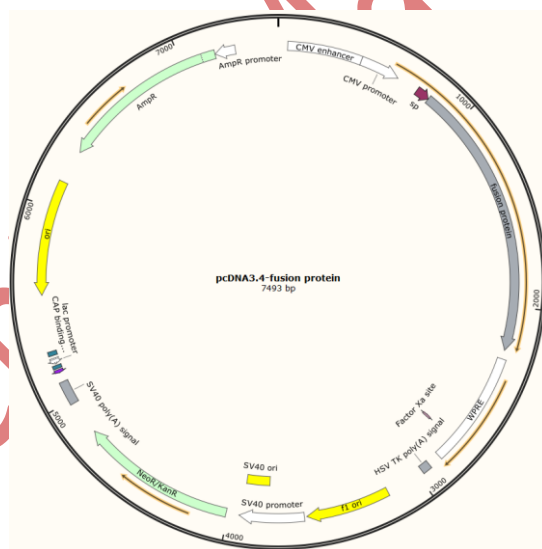 pcDNA3.4-fusion protein
7493 bp
CMV enhancer
CMV promoter
sp
1000
fusion protein
2000
WPRE
Factor Xa site
HSV TK poly(A) signal
3000
f1 ori
SV40 ori
SV40 promoter
4000
NeoR/KanR
SV40 poly(A) signal
5000
CAP binding...
lac promoter
ori
6000
AmpR
AmpR promoter
7000